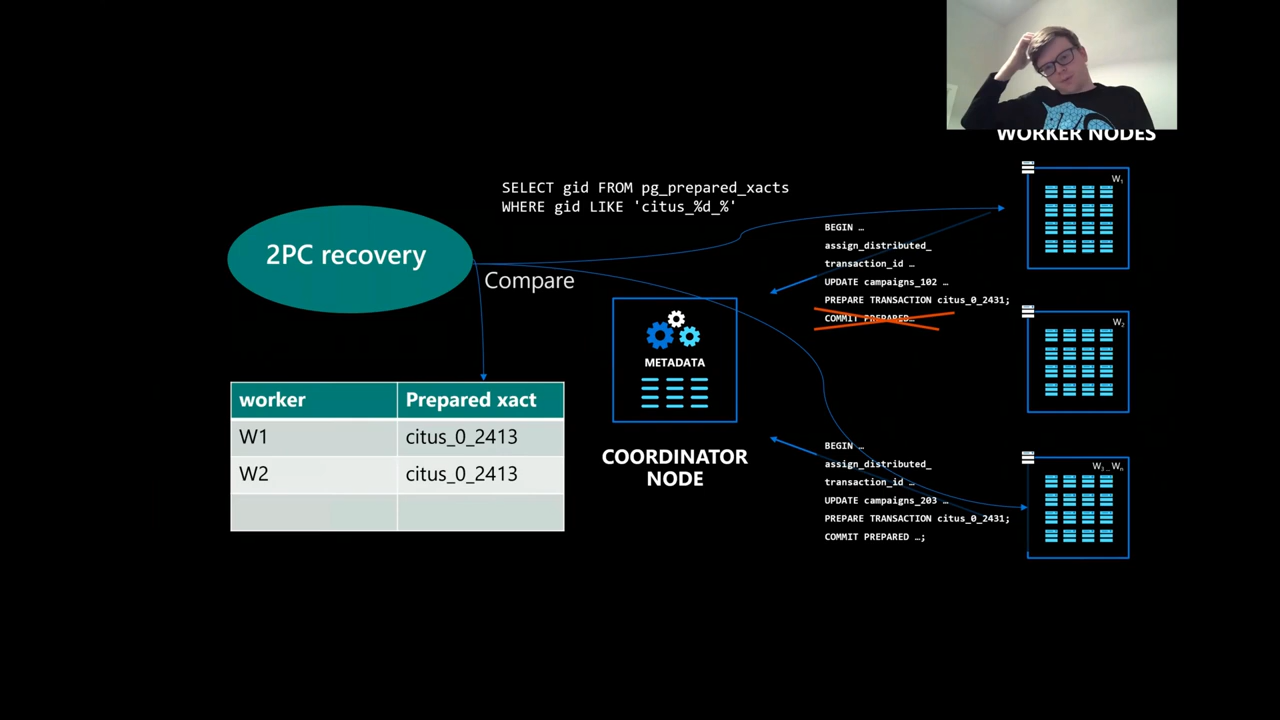 WORKER NODES
SELECT gid FROM pg_prepared_xacts
WHERE gid LIKE 'citus_%d_%'
2PC recovery
Compare
W1
BEGIN …
assign_distributed_
transaction_id …
UPDATE campaigns_102 …
PREPARE TRANSACTION citus_0_2431;
COMMIT PREPARED…
METADATA
COORDINATOR
NODE
W2
worker Prepared xact
W1 citus_0_2413
W2 citus_0_2413
BEGIN …
assign_distributed_
transaction_id …
UPDATE campaigns_203 …
PREPARE TRANSACTION citus_0_2431;
COMMIT PREPARED …;
W3 … Wn